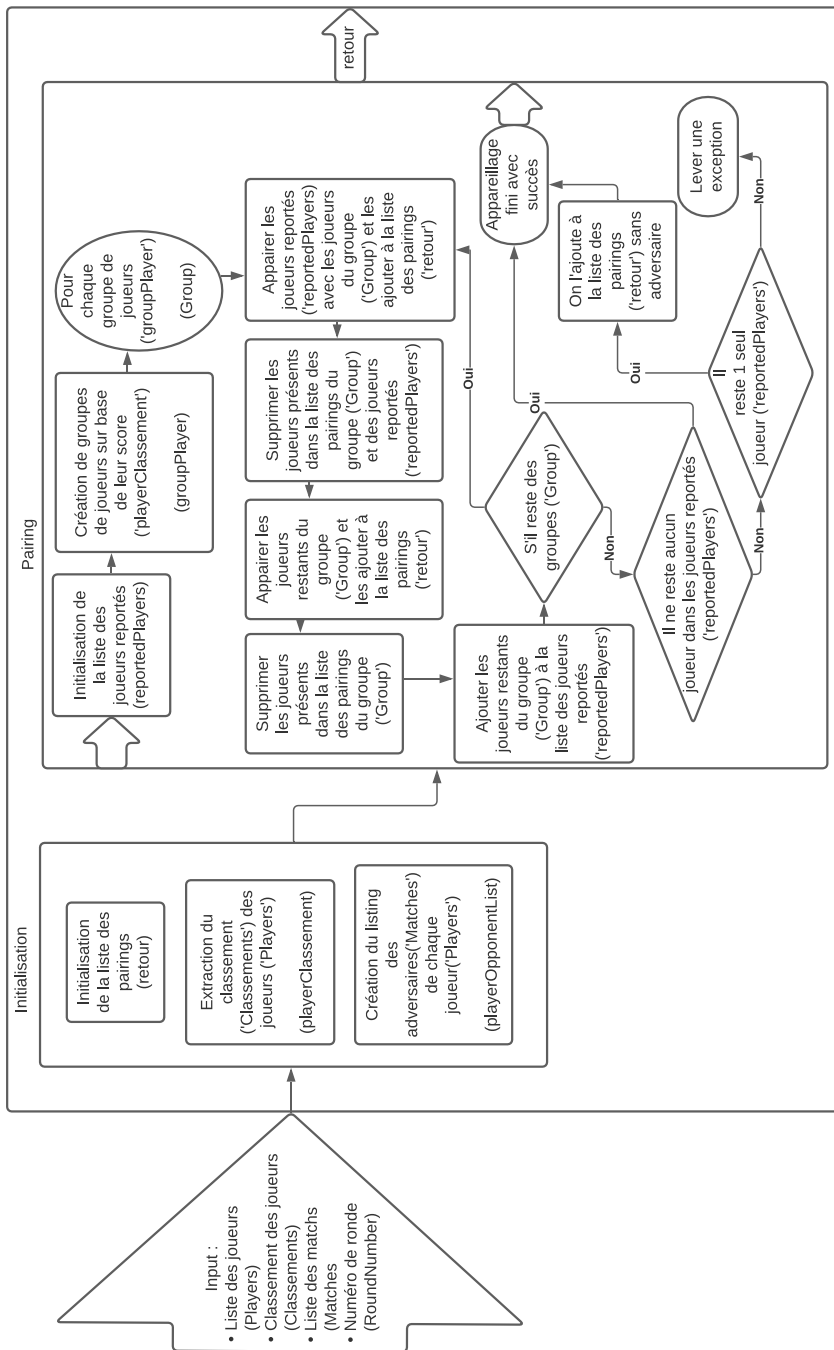 Input :
• Liste des joueurs
(Players)
• Classement des joueurs
(Classements)
• Liste des matchs
(Matches
• Numéro de ronde
(RoundNumber)
Initialisation
Initialisation
de la liste des
pairings
(retour)
Extraction du
classement
('Classements') des
joueurs ('Players')
(playerClassement)
Création du listing
des
adversaires('Matches')
de chaque
joueur('Players')
(playerOpponentList)
Pairing
Initialisation de
la liste des
joueurs reportés
(reportedPlayers)
Création de groupes
de joueurs sur base
de leur score
('playerClassement')
(groupPlayer)
Pour
chaque
groupe de
joueurs
('groupPlayer')
(Group)
Appairer les
joueurs reportés
('reportedPlayers)
avec les joueurs
du groupe
('Group') et les
ajouter à la liste
des pairings
('retour')
Supprimer les
joueurs présents
dans la liste des
pairings du
groupe ('Group')
et des joueurs
reportés
('reportedPlayers')
Appairer les
joueurs
restants du
groupe
('Group') et
les ajouter à
la liste des
pairings
('retour')
Supprimer
les joueurs
présents
dans la liste
des pairings
du groupe
('Group')
Ajouter les
joueurs restants
du groupe
('Group') à la
liste des joueurs
reportés
('reportedPlayers')
S'il reste des
groupes ('Group')
Oui
Non
Il ne reste aucun
joueur dans les joueurs reportés
('reportedPlayers')
Oui
Non
Il
reste 1 seul
joueur ('reportedPlayers')
Oui
Non
On l'ajoute à
la liste des
pairings
('retour') sans
adversaire
Appareillage
fini avec
succès
Lever une
exception
retour